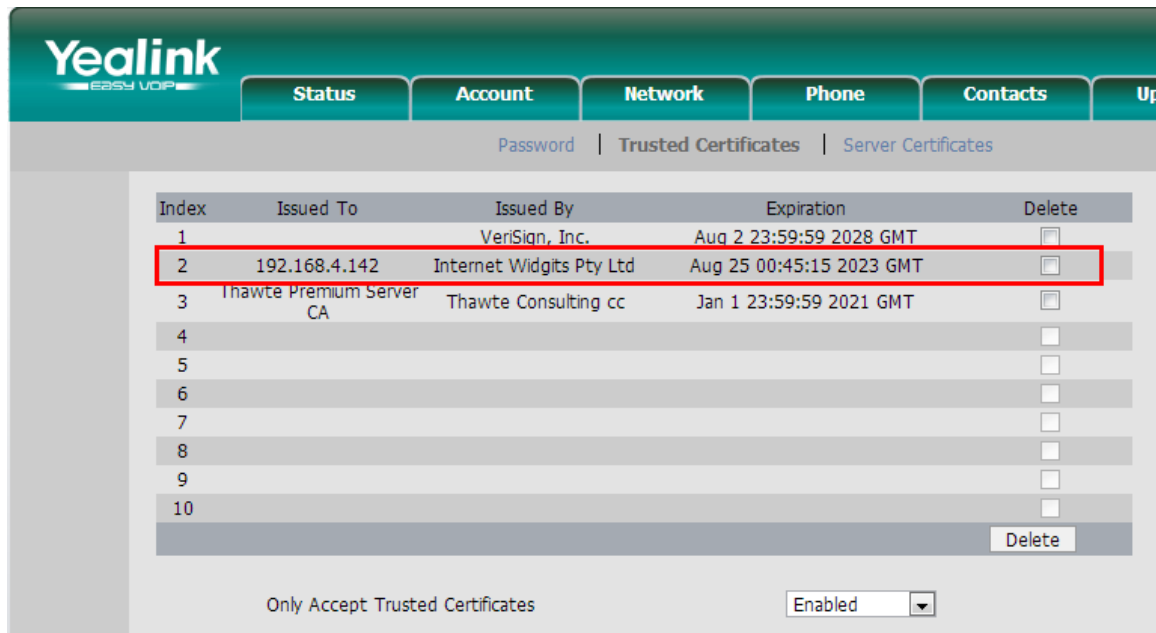 Yealink
EASY VOIP
Status Account Network Phone Contacts Up
Password | Trusted Certificates | Server Certificates
Index Issued To Issued By Expiration Delete
1 VeriSign, Inc. Aug 2 23:59:59 2028 GMT
2 192.168.4.142 Internet Widgits Pty Ltd Aug 25 00:45:15 2023 GMT
3 Thawte Premium Server CA Thawte Consulting cc Jan 1 23:59:59 2021 GMT
4
5
6
7
8
9
10
Delete
Only Accept Trusted Certificates Enabled